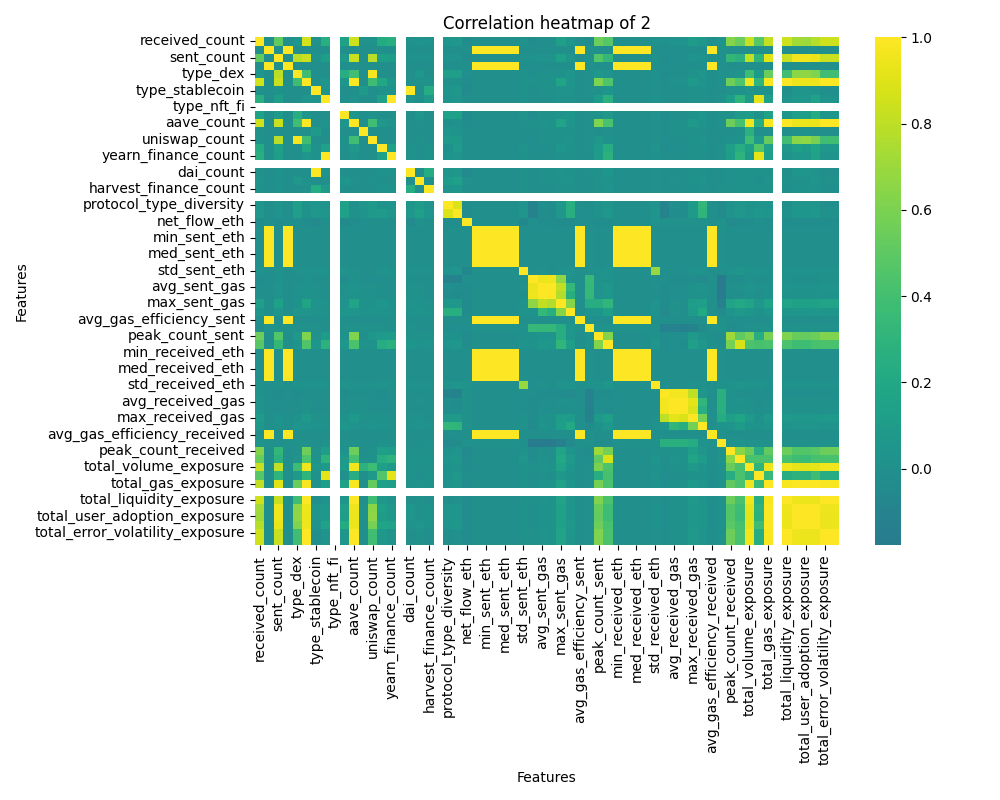 Correlation heatmap of 2
received_count
sent_count
type_dex
type_stablecoin
type_nft_fi
aave_count
uniswap_count
yearn_finance_count
dai_count
harvest_finance_count
protocol_type_diversity
net_flow_eth
min_sent_eth
med_sent_eth
std_sent_eth
avg_sent_gas
max_sent_gas
avg_gas_efficiency_sent
peak_count_sent
min_received_eth
med_received_eth
std_received_eth
avg_received_gas
max_received_gas
avg_gas_efficiency_received
peak_count_received
total_volume_exposure
total_gas_exposure
total_liquidity_exposure
total_user_adoption_exposure
total_error_volatility_exposure
Features
received_count
sent_count
type_dex
type_stablecoin
type_nft_fi
aave_count
uniswap_count
yearn_finance_count
dai_count
harvest_finance_count
protocol_type_diversity
net_flow_eth
min_sent_eth
med_sent_eth
std_sent_eth
avg_sent_gas
max_sent_gas
avg_gas_efficiency_sent
peak_count_sent
min_received_eth
med_received_eth
std_received_eth
avg_received_gas
max_received_gas
avg_gas_efficiency_received
peak_count_received
total_volume_exposure
total_gas_exposure
total_liquidity_exposure
total_user_adoption_exposure
total_error_volatility_exposure
Features
1.0
0.8
0.6
0.4
0.2
0.0